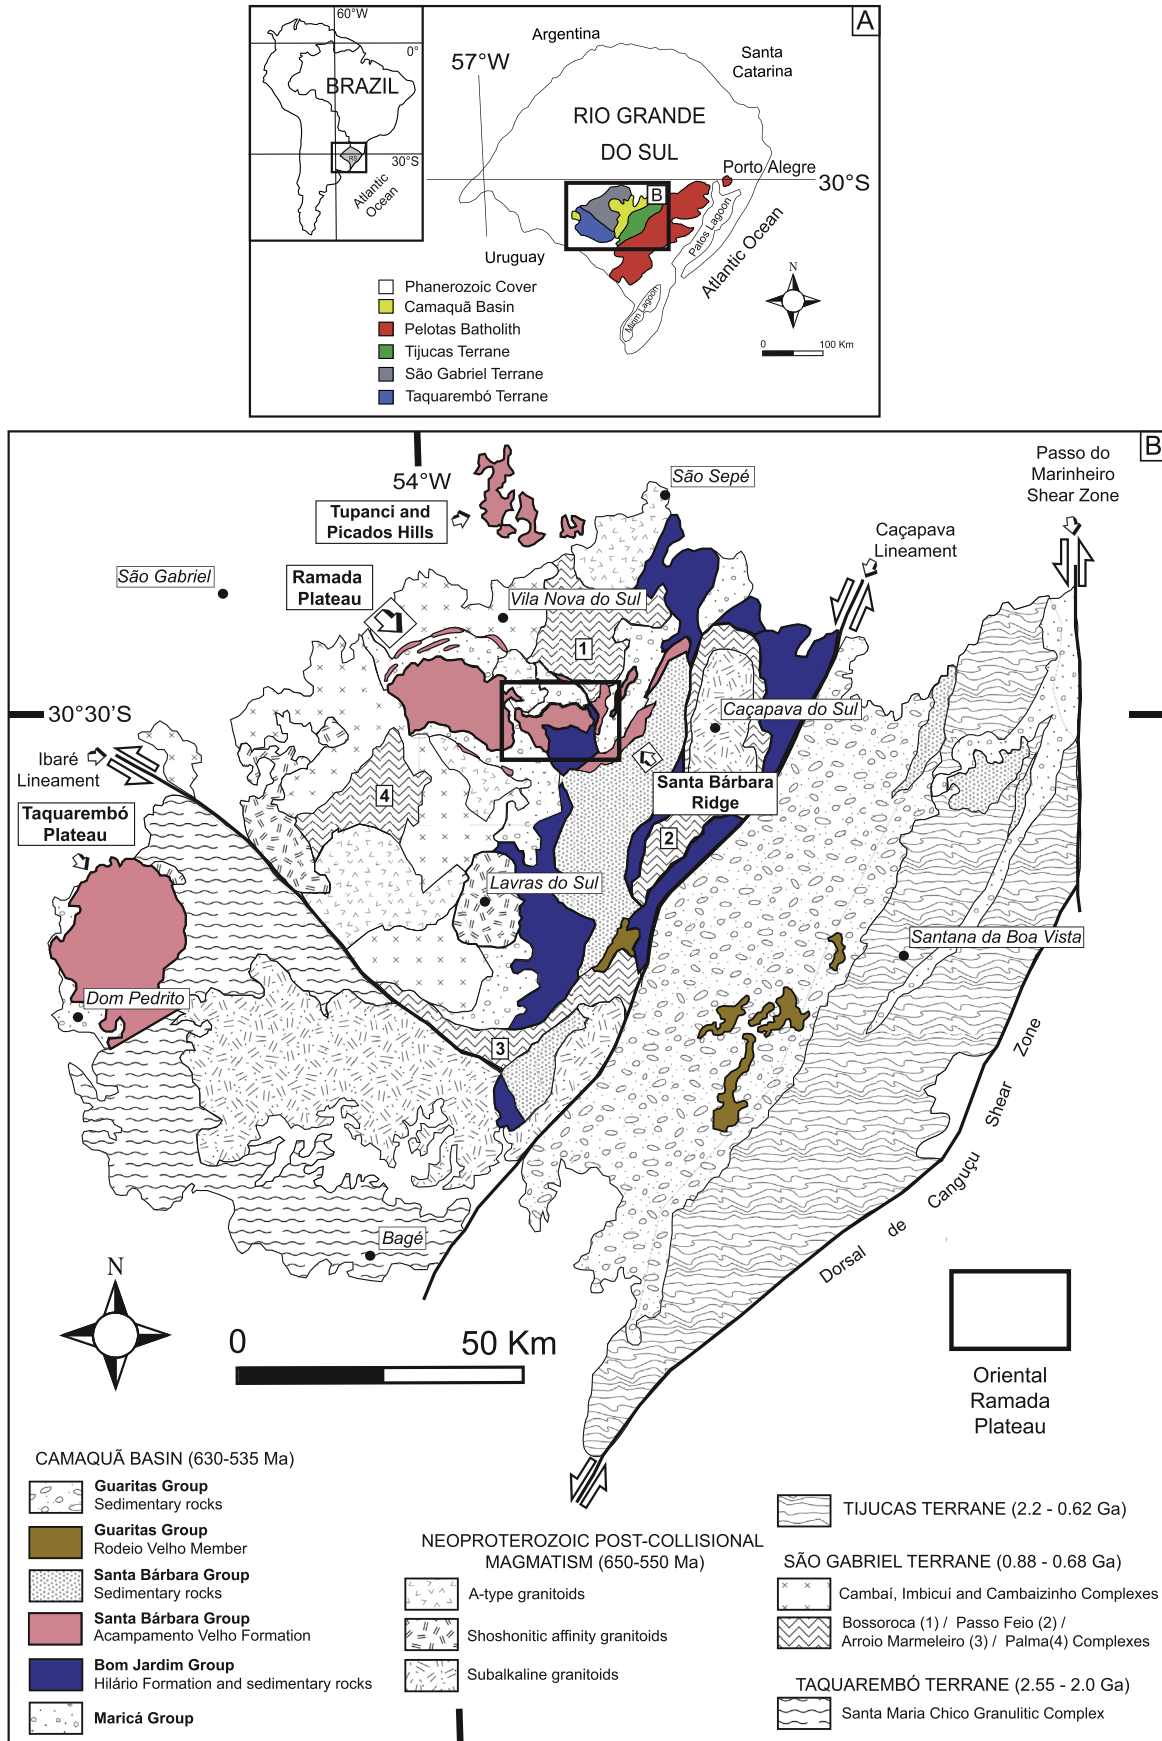 A
60°W
0°
BRAZIL
RS
30°S
Atlantic
Ocean
Argentina
Santa
Catarina
57°W
RIO GRANDE
DO SUL
Porto Alegre
30°S
B
Patos Lagoon
Atlantic Ocean
Uruguay
Mirim Lagoon
N
0 100 Km
Phanerozoic Cover
Camaquã Basin
Pelotas Batholith
Tijucas Terrane
São Gabriel Terrane
Taquarembó Terrane
B
54°W
Passo do
Marinheiro
Shear Zone
São Sepé
Tupanci and
Picados Hills
Caçapava
Lineament
São Gabriel
Ramada
Plateau
Vila Nova do Sul
1
30°30'S
Caçapava do Sul
Ibaré
Lineament
Santa Bárbara
Ridge
4
Taquarembó
Plateau
2
Lavras do Sul
Santana da Boa Vista
Dom Pedrito
3
Dorsal de Canguçu Shear Zone
Bagé
N
0 50 Km
Oriental
Ramada
Plateau
CAMAQUÃ BASIN (630-535 Ma)
Guaritas Group
Sedimentary rocks
Guaritas Group
Rodeio Velho Member
Santa Bárbara Group
Sedimentary rocks
Santa Bárbara Group
Acampamento Velho Formation
Bom Jardim Group
Hilário Formation and sedimentary rocks
Maricá Group
NEOPROTEROZOIC POST-COLLISIONAL
MAGMATISM (650-550 Ma)
A-type granitoids
Shoshonitic affinity granitoids
Subalkaline granitoids
TIJUCAS TERRANE (2.2 - 0.62 Ga)
SÃO GABRIEL TERRANE (0.88 - 0.68 Ga)
Cambaí, Imbicuí and Cambaizinho Complexes
Bossoroca (1) / Passo Feio (2) /
Arroio Marmeleiro (3) / Palma(4) Complexes
TAQUAREMBÓ TERRANE (2.55 - 2.0 Ga)
Santa Maria Chico Granulitic Complex